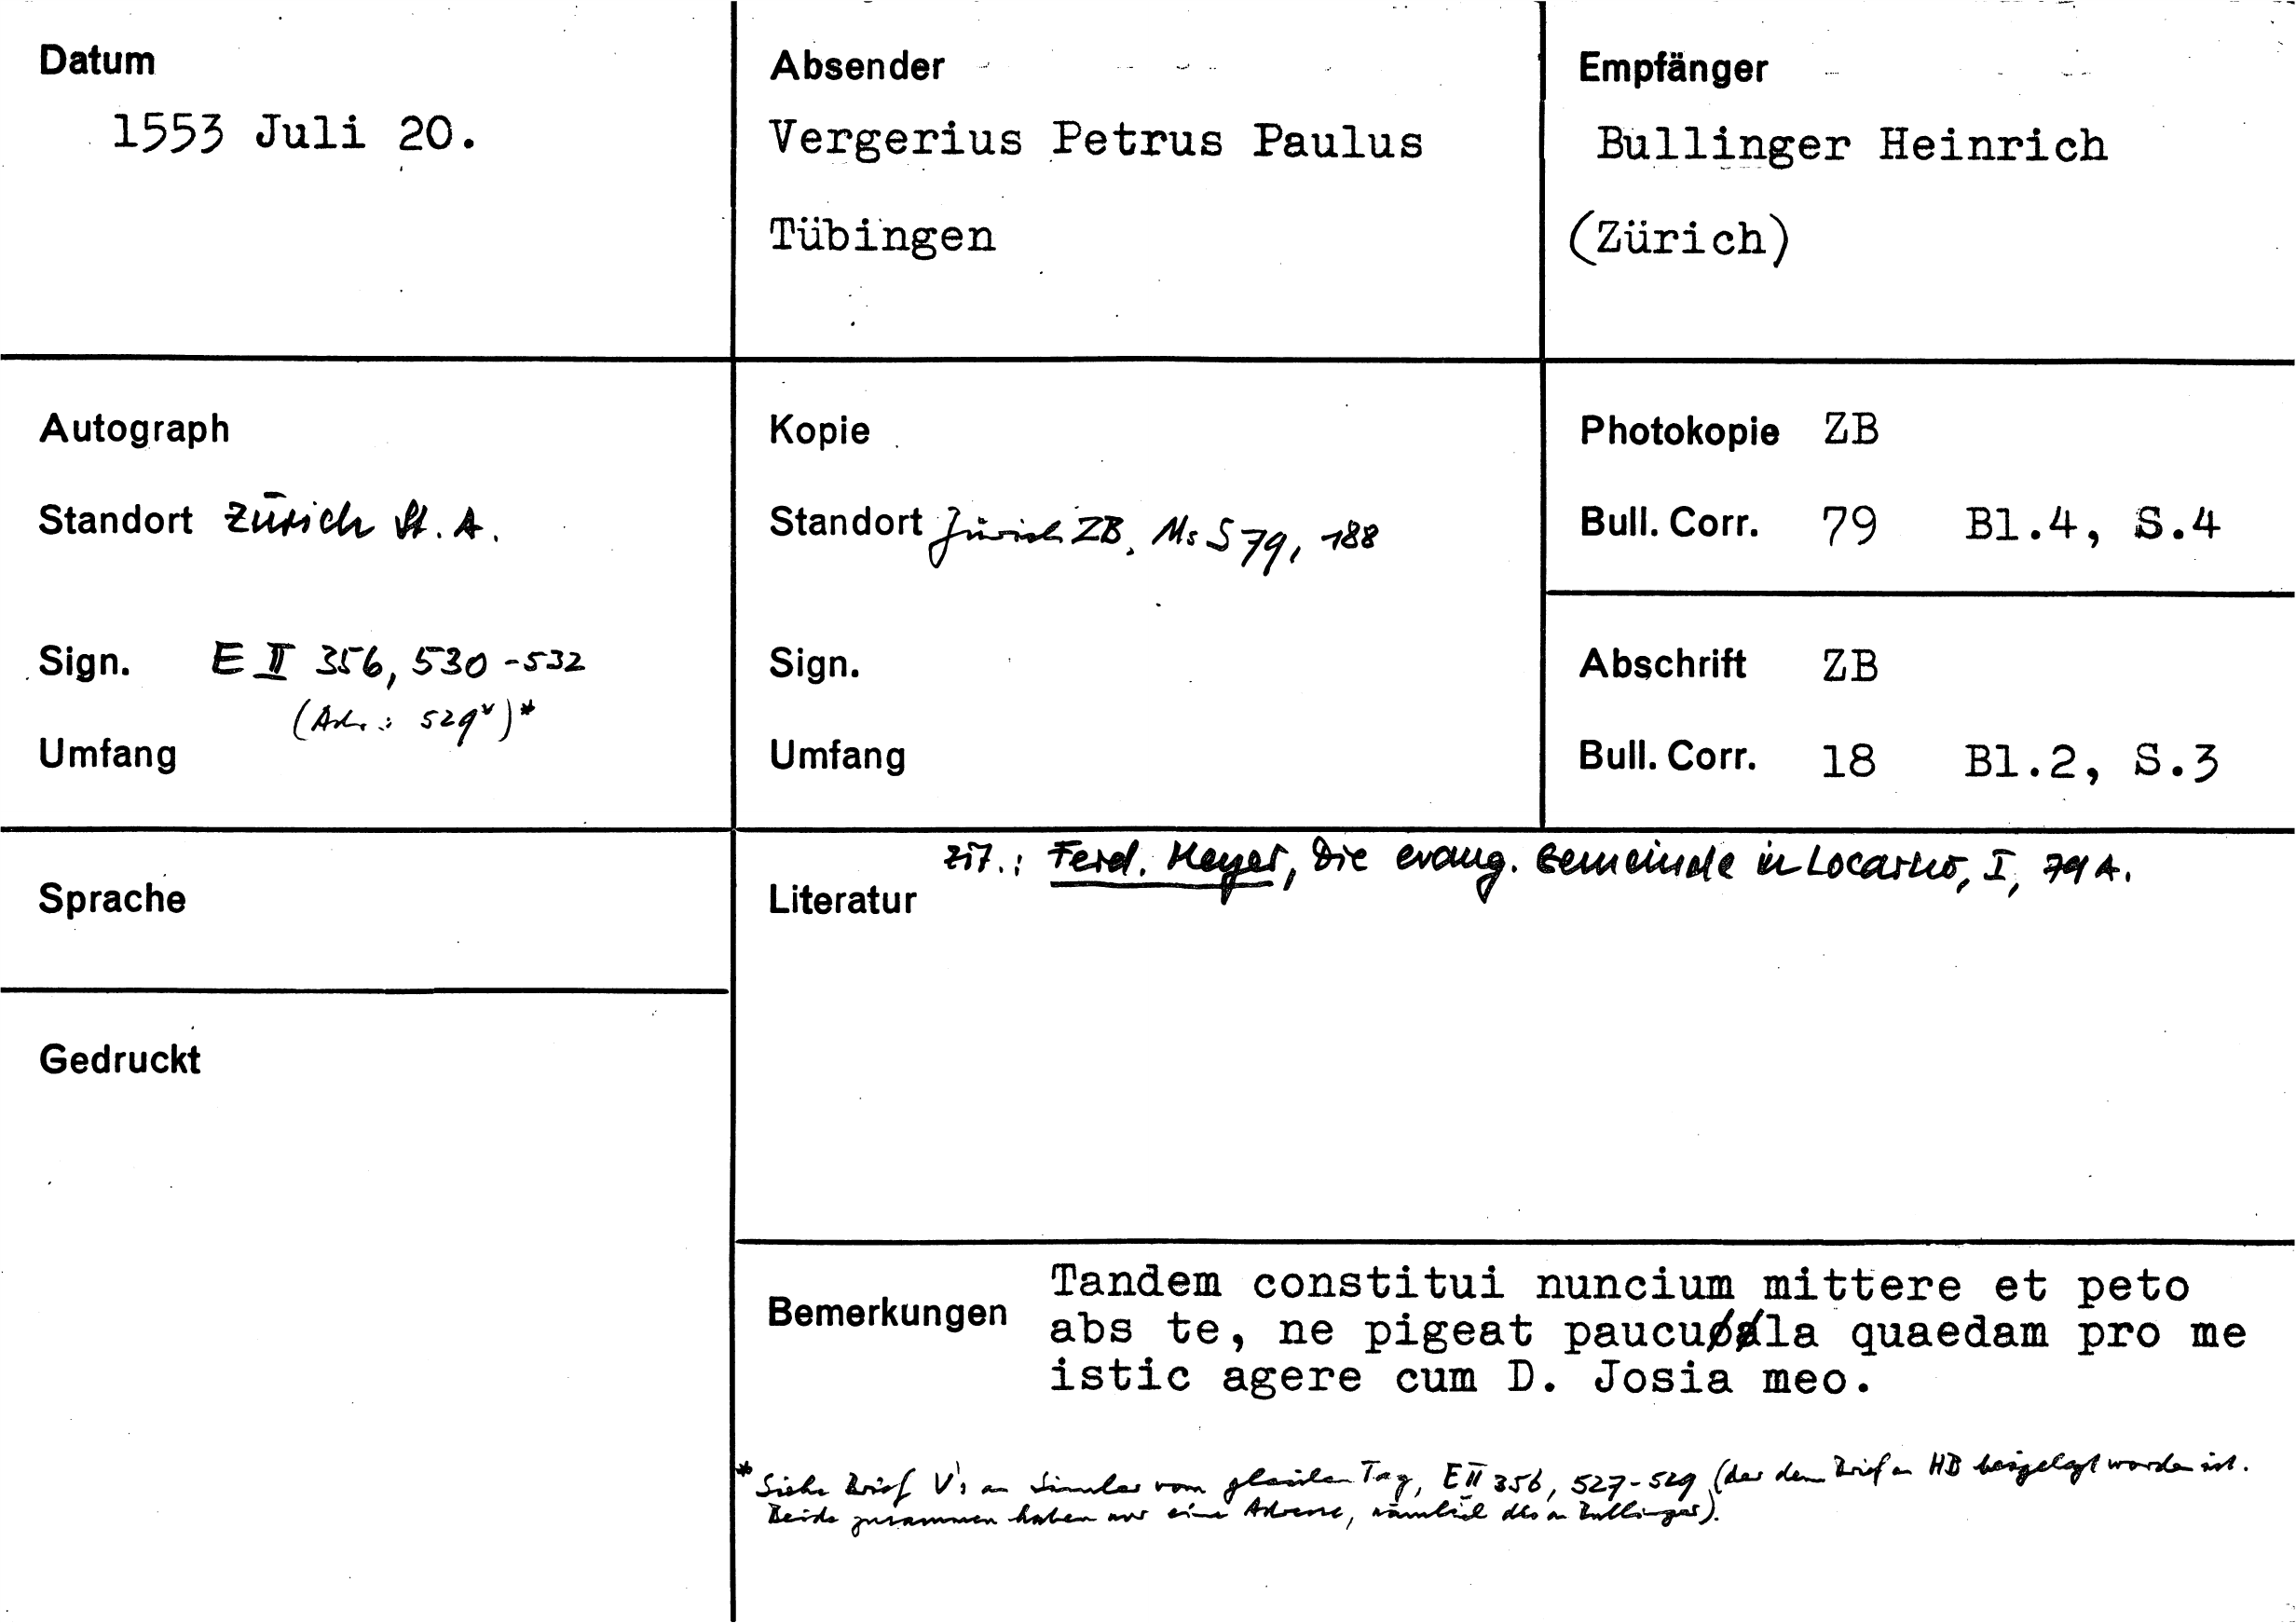 Datum
1553 Juli 20.
Absender
Vergerius Petrus Paulus
Tübingen
Empfänger
Bullinger Heinrich
(Zürich)
Autograph
Standort Zürich St. A.
Sign. E II 356, 530-532
(Adr.: 529v)*
Umfang
Kopie
Standort Zürich ZB, Ms S 79, 188
Sign.
Umfang
Photokopie ZB
Bull. Corr. 79 Bl.4, S.4
Abschrift ZB
Bull. Corr. 18 Bl.2, S.3
Sprache
Gedruckt
zit.: Ferd. Meyer, Die evang. Gemeinde in Locarno, I, 79 A.
Literatur
Bemerkungen
Tandem constitui nuncium mittere et peto
abs te, ne pigeat paucula quaedam pro me
istic agere cum D. Josia meo.
* Siehe Brief V's an Simler vom gleichen Tag, E II 356, 527-529 (der dem Brief an HB beigelegt worden ist.
Beide zusammen haben nur eine Adresse, nämlich die an Bullinger).